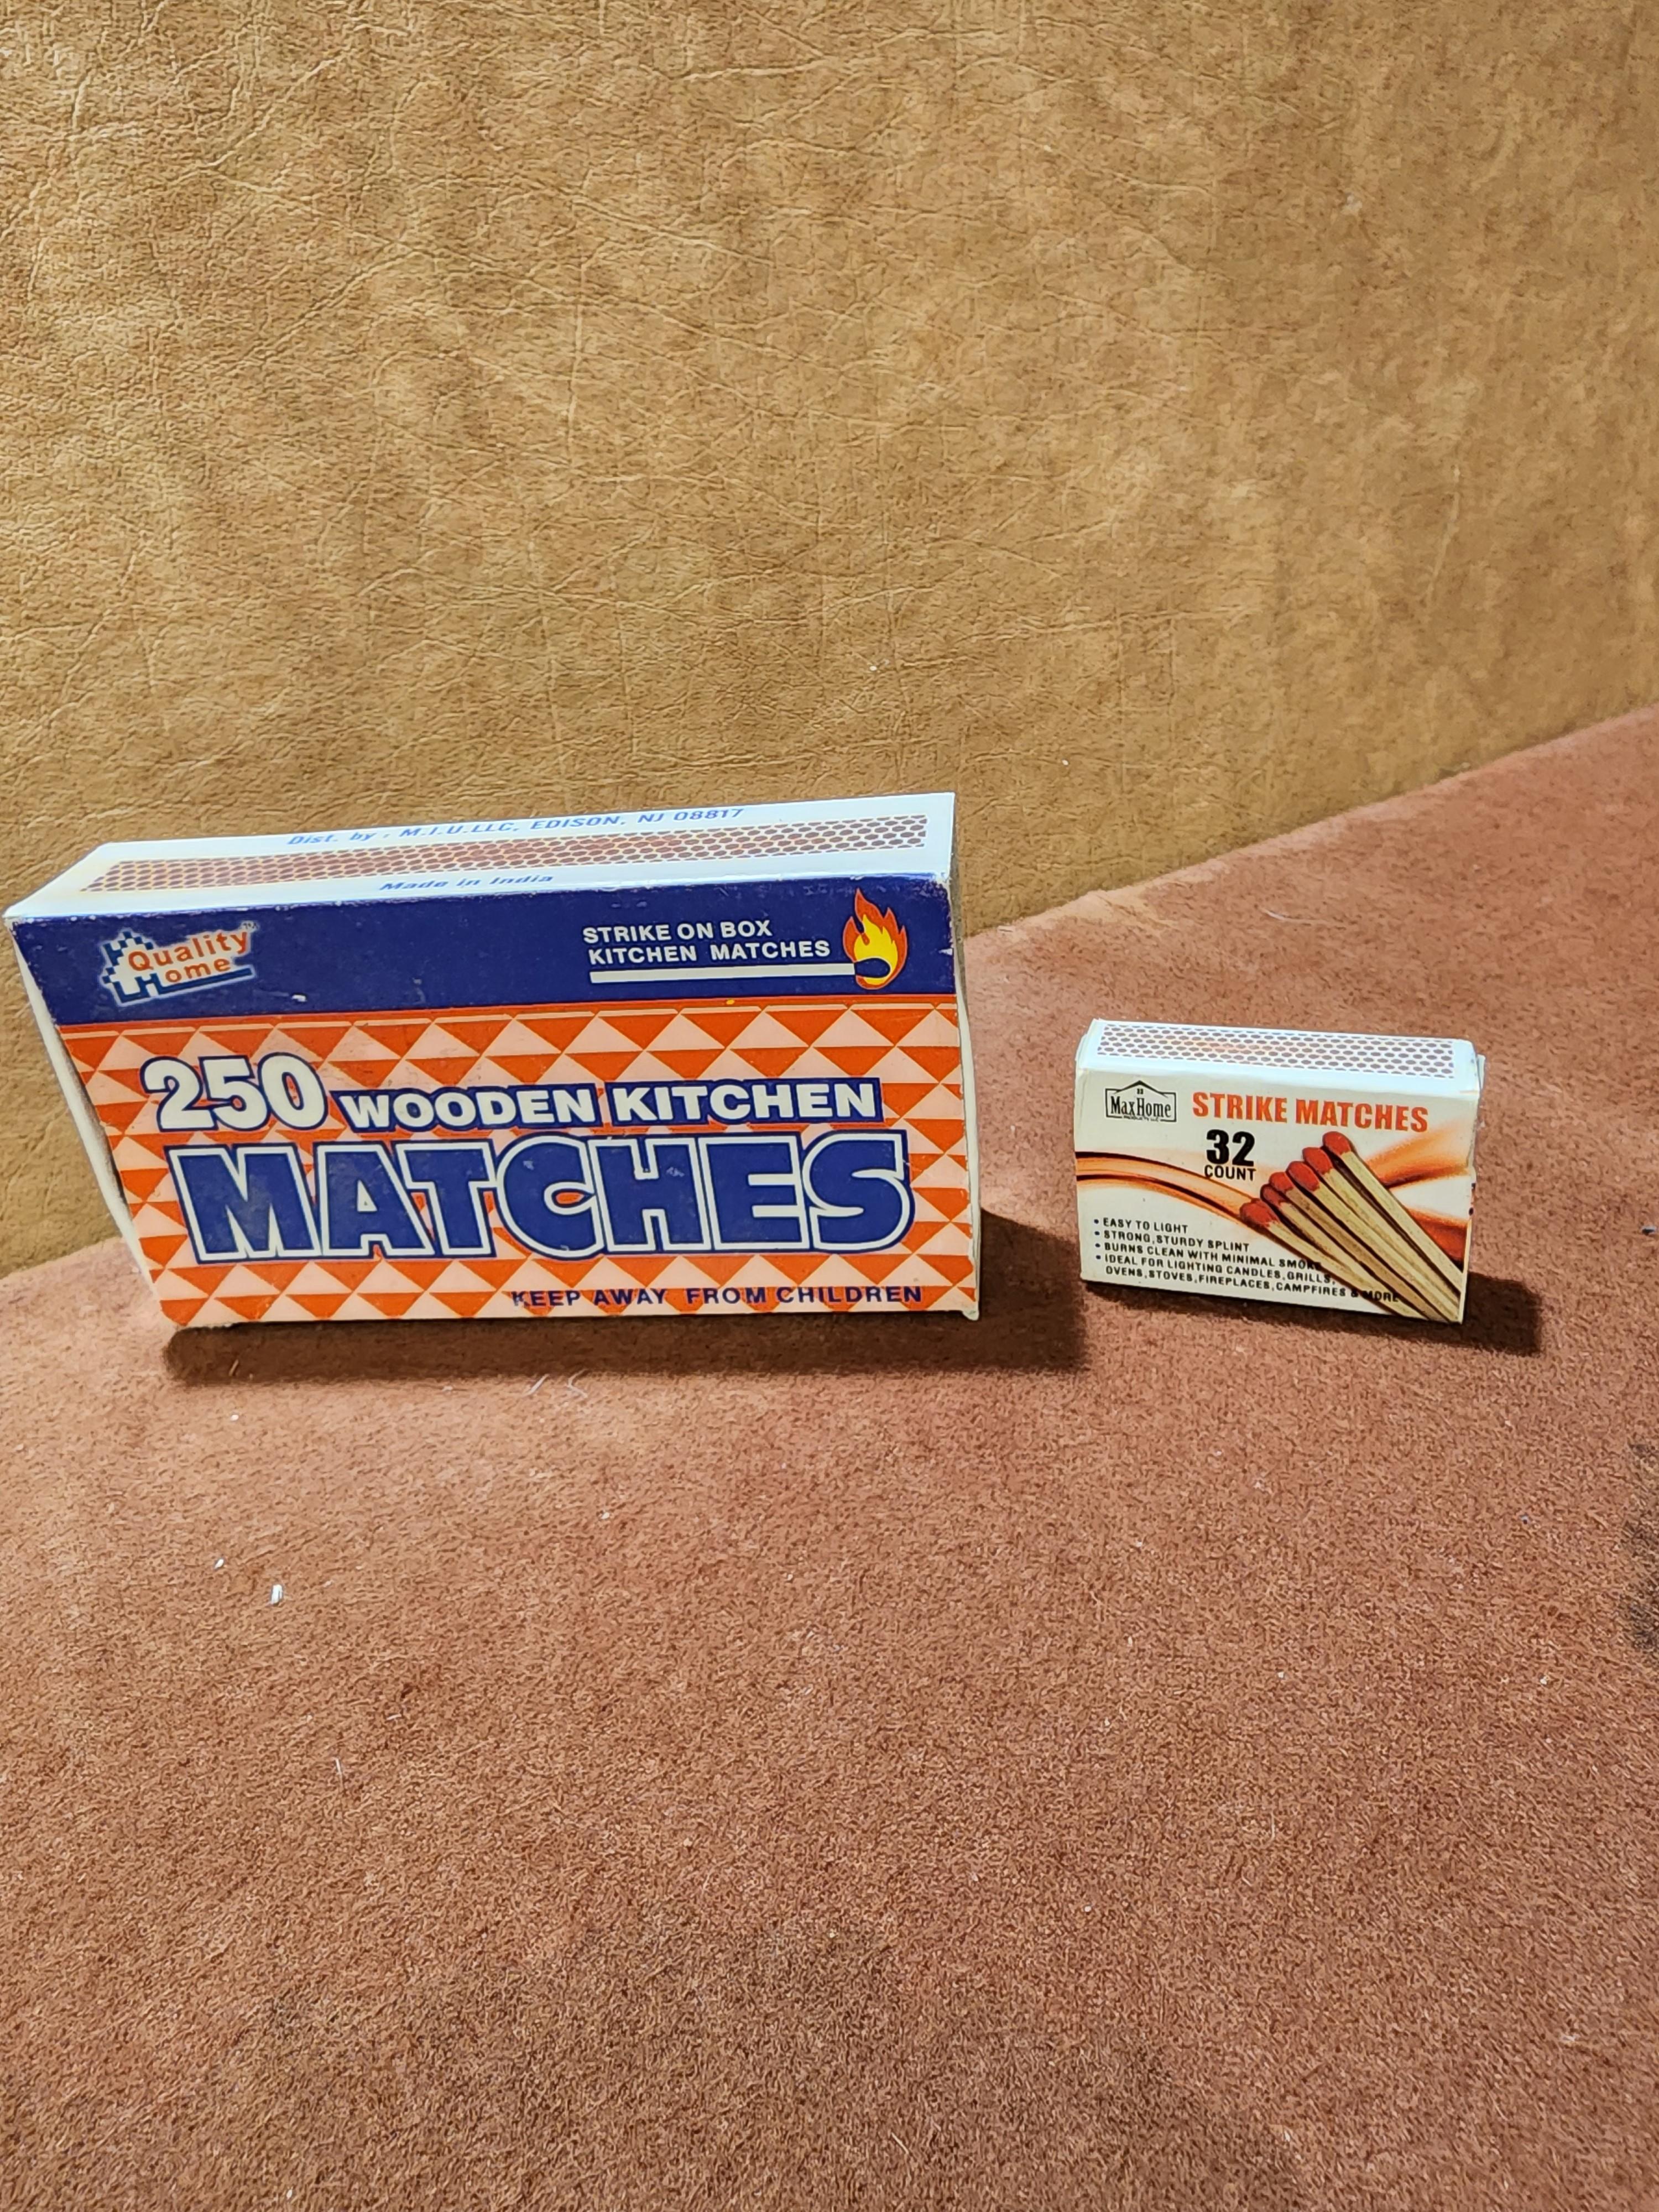 Dist. by : M.I.U.LLC, EDISON, NJ 08817
Made in India
Quality Home™
STRIKE ON BOX
KITCHEN MATCHES
250 WOODEN KITCHEN
MATCHES
KEEP AWAY FROM CHILDREN
MaxHome
STRIKE MATCHES
32
COUNT
• EASY TO LIGHT
• STRONG,STURDY SPLINT
• BURNS CLEAN WITH MINIMAL SMOKE
• IDEAL FOR LIGHTING CANDLES,GRILLS,
OVENS,STOVES,FIREPLACES,CAMPFIRES & MORE